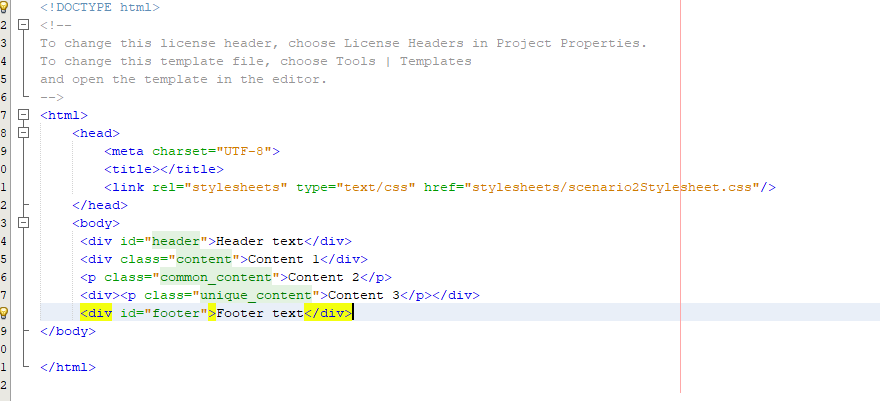 <!DOCTYPE html>
2 <!--
3 To change this license header, choose License Headers in Project Properties.
4 To change this template file, choose Tools | Templates
5 and open the template in the editor.
6 -->
7 <html>
8 <head>
9 <meta charset="UTF-8">
0 <title></title>
1 <link rel="stylesheets" type="text/css" href="stylesheets/scenario2Stylesheet.css"/>
2 </head>
3 <body>
4 <div id="header">Header text</div>
5 <div class="content">Content 1</div>
6 <p class="common_content">Content 2</p>
7 <div><p class="unique_content">Content 3</p></div>
<div id="footer">Footer text</div>
9 </body>
0
1 </html>
2